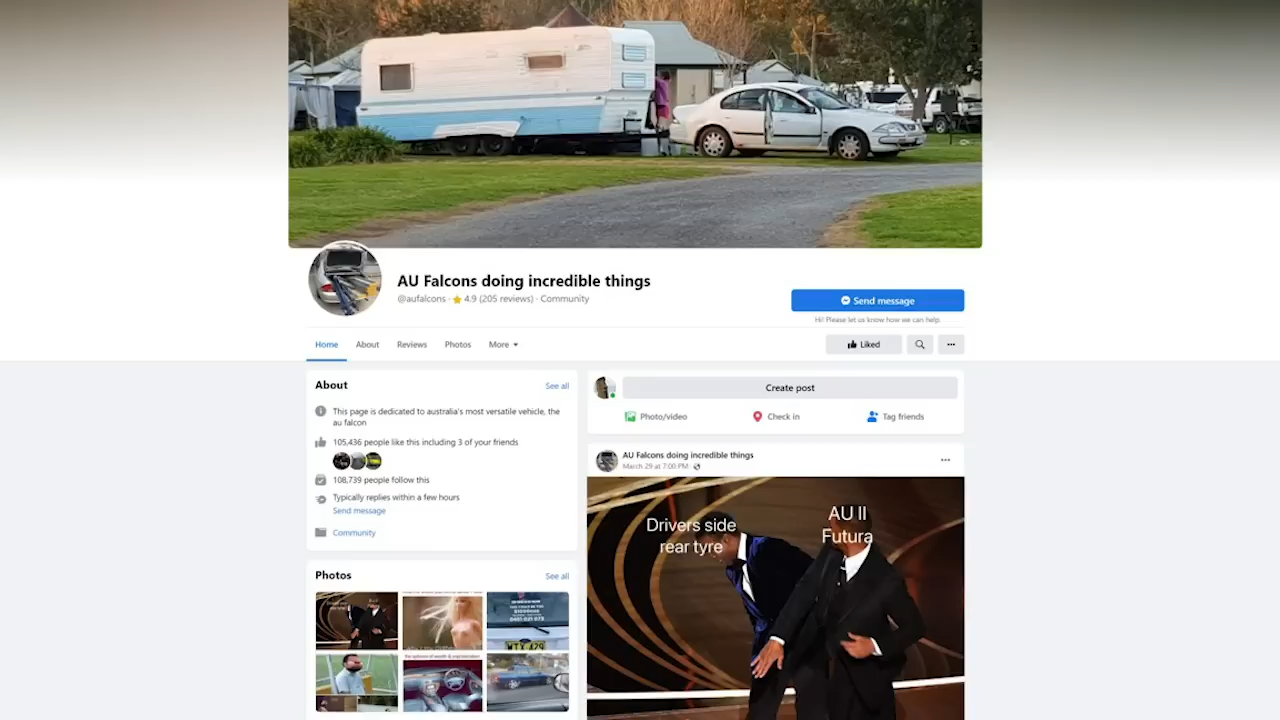 AU Falcons doing incredible things
@aufalcons · 4.9 (205 reviews) · Community
Send message
Hi! Please let us know how we can help.
Home About Reviews Photos More
Liked
About See all
This page is dedicated to australia's most versatile vehicle, the
au falcon
105,436 people like this including 3 of your friends
108,739 people follow this
Typically replies within a few hours
Send message
Community
Photos See all
Create post
Photo/video Check in Tag friends
AU Falcons doing incredible things
March 29 at 7:00 PM ·
Drivers side
rear tyre
AU II
Futura